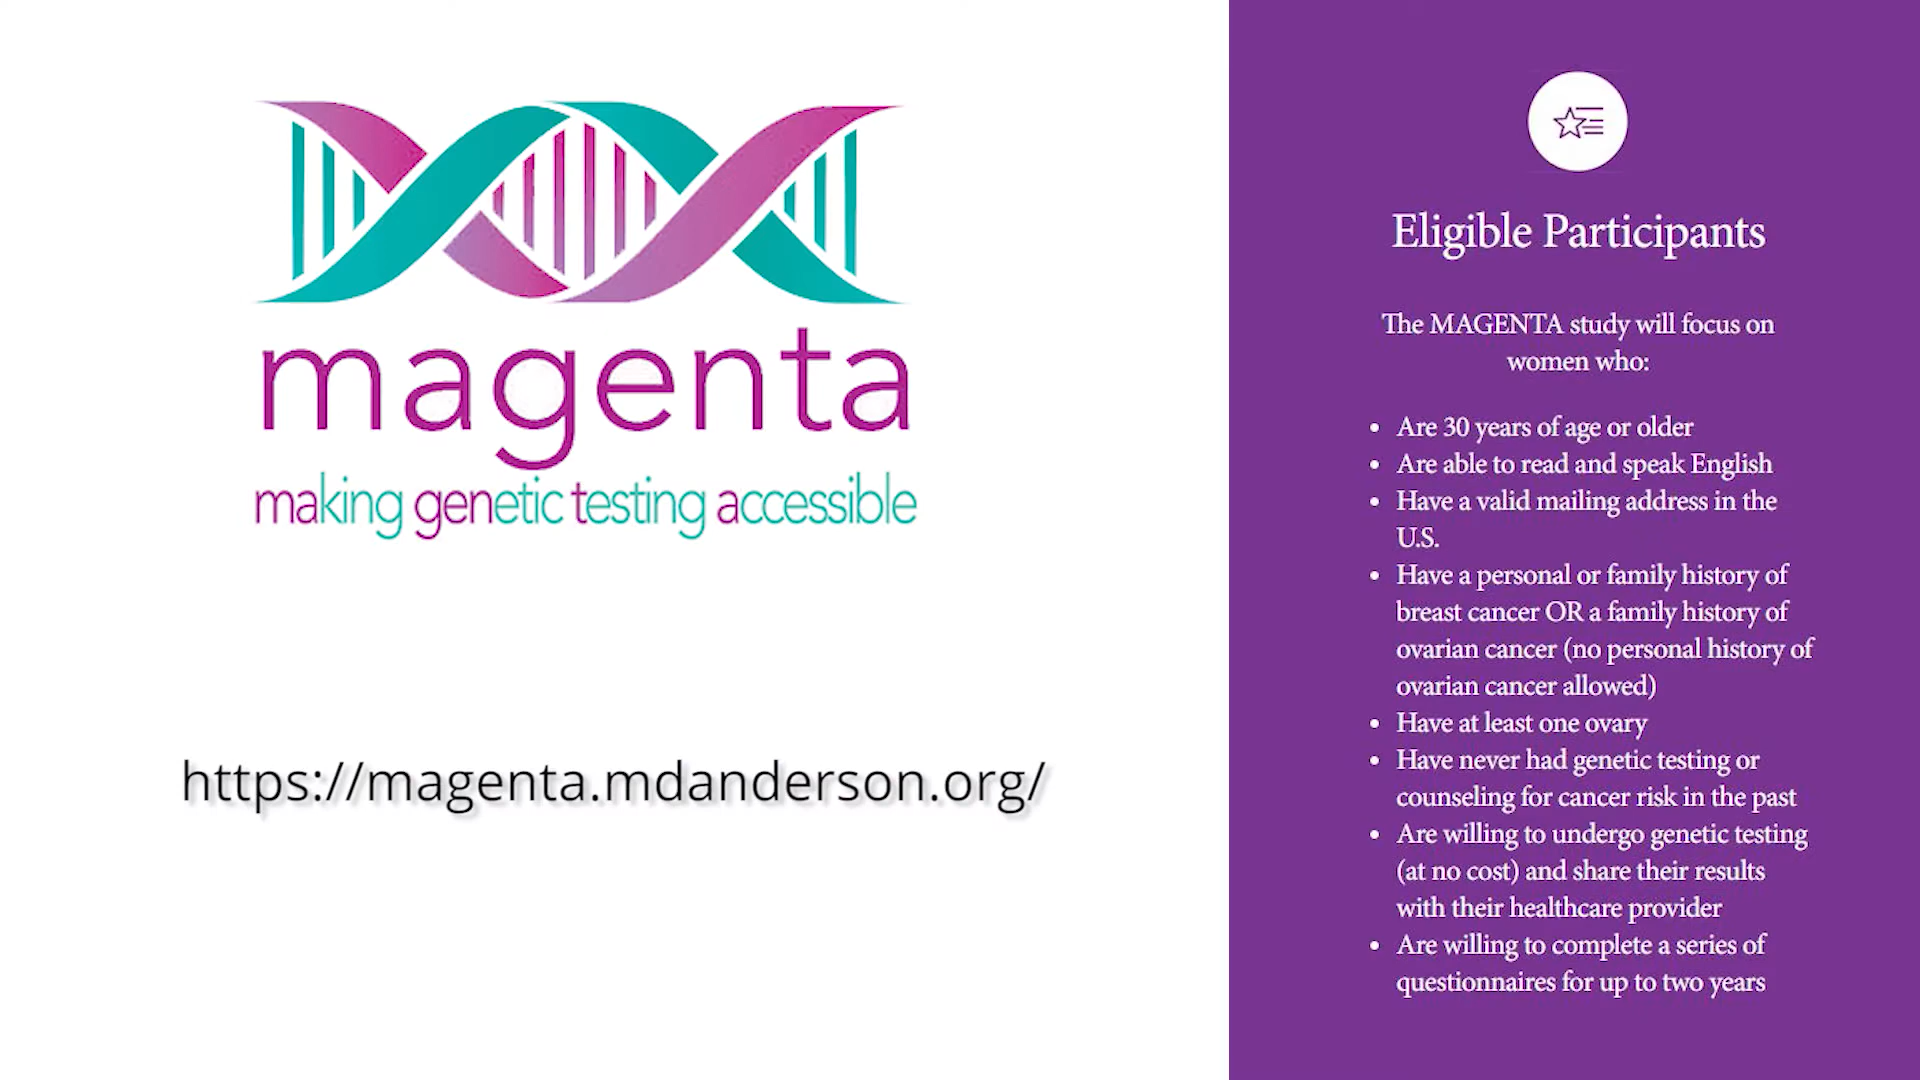 magenta
making genetic testing accessible
https://magenta.mdanderson.org/
Eligible Participants
The MAGENTA study will focus on
women who:
• Are 30 years of age or older
• Are able to read and speak English
• Have a valid mailing address in the
U.S.
• Have a personal or family history of
breast cancer OR a family history of
ovarian cancer (no personal history of
ovarian cancer allowed)
• Have at least one ovary
• Have never had genetic testing or
counseling for cancer risk in the past
• Are willing to undergo genetic testing
(at no cost) and share their results
with their healthcare provider
• Are willing to complete a series of
questionnaires for up to two years